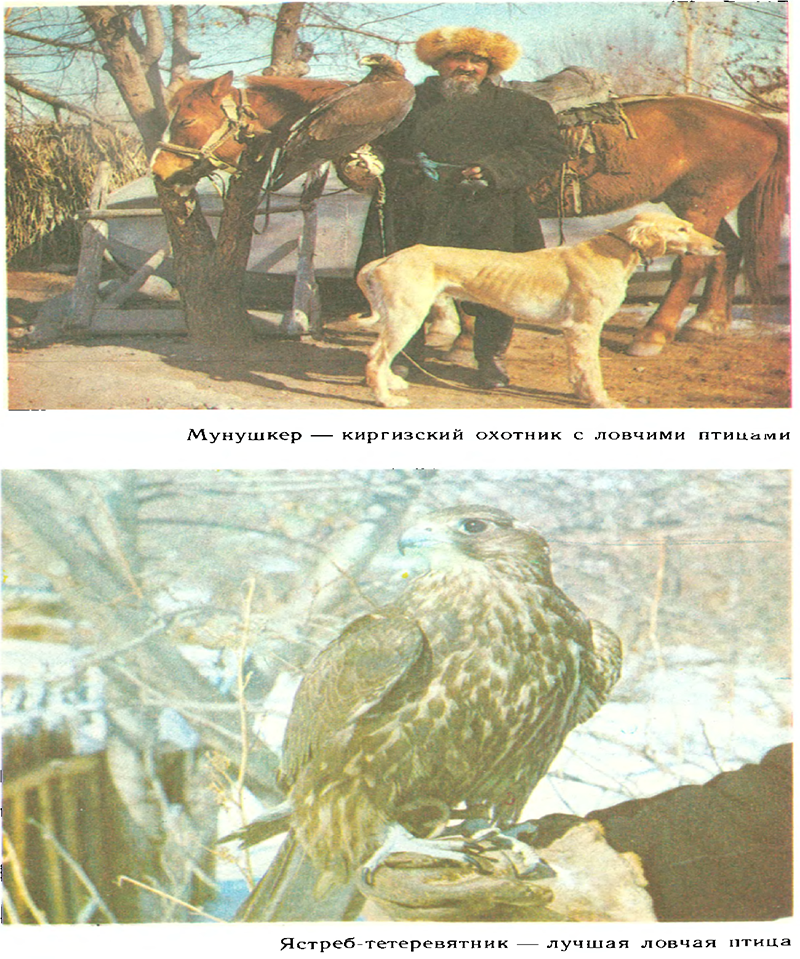 Мунушкер — киргизский охотник с ловчими птицами
Ястреб-тетеревятник — лучшая ловчая птица